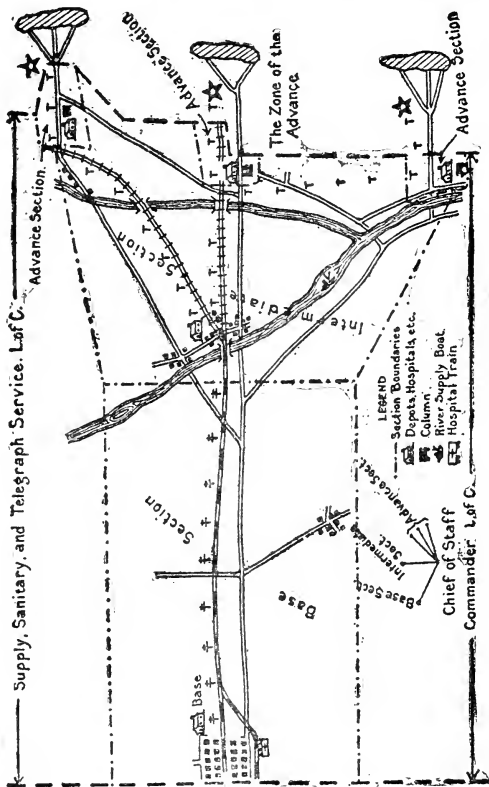 Supply, Sanitary, and Telegraph Service. L. of C.
Advance Section.
Advance Section
The Zone of the
Advance
Advance Section
Section
Intermedia
Section
Base
Base
LEGEND
Section Boundaries
Depots, Hospitals, etc.
Column
River Supply Boat.
Hospital Train
Base Sect.
Intermediate
Sect.
Advance Sect.
Chief of Staff
Commander L. of C.
T
T
T